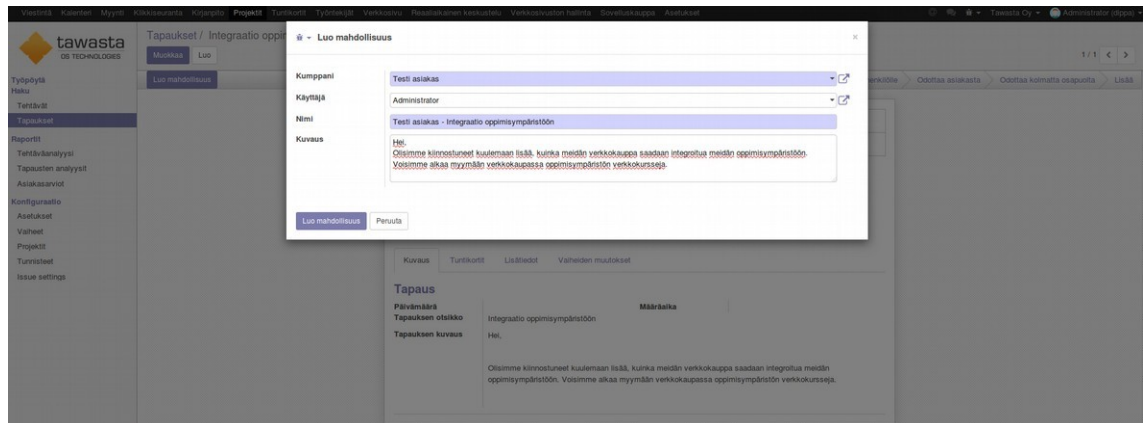 Viestintä Kalenteri Myynti Klikkiseuranta Kirjanpito Projektit Tuntikortit Työntekijät Verkkosivu Reaaliaikainen keskustelu Verkkosivuston hallinta Sovelluskauppa Asetukset Tawasta Oy Administrator (dippa)
tawasta
OS TECHNOLOGIES
Tapaukset / Integraatio oppi
Muokkaa Luo
1 / 1
Luo mahdollisuus
Odottaa asiakasta Odottaa kolmatta osapuolta Lisää
Työpöytä
Haku
Tehtävät
Tapaukset
Raportit
Tehtäväanalyysi
Tapausten analyysit
Asiakasarviot
Konfiguraatio
Asetukset
Vaiheet
Projektit
Tunnisteet
Issue settings
Luo mahdollisuus ×
Kumppani Testi asiakas
Käyttäjä Administrator
Nimi Testi asiakas - Integraatio oppimisympäristöön
Kuvaus Hei,
Olisimme kiinnostuneet kuulemaan lisää, kuinka meidän verkkokauppa saadaan integroitua meidän oppimisympäristöön.
Voisimme alkaa myymään verkkokaupassa oppimisympäristön verkkokursseja.
Luo mahdollisuus Peruuta
Kuvaus Tuntikortit Lisätiedot Vaiheiden muutokset
Tapaus
Päivämäärä Määräaika
Tapauksen otsikko Integraatio oppimisympäristöön
Tapauksen kuvaus Hei,
Olisimme kiinnostuneet kuulemaan lisää, kuinka meidän verkkokauppa saadaan integroitua meidän
oppimisympäristöön. Voisimme alkaa myymään verkkokaupassa oppimisympäristön verkkokursseja.